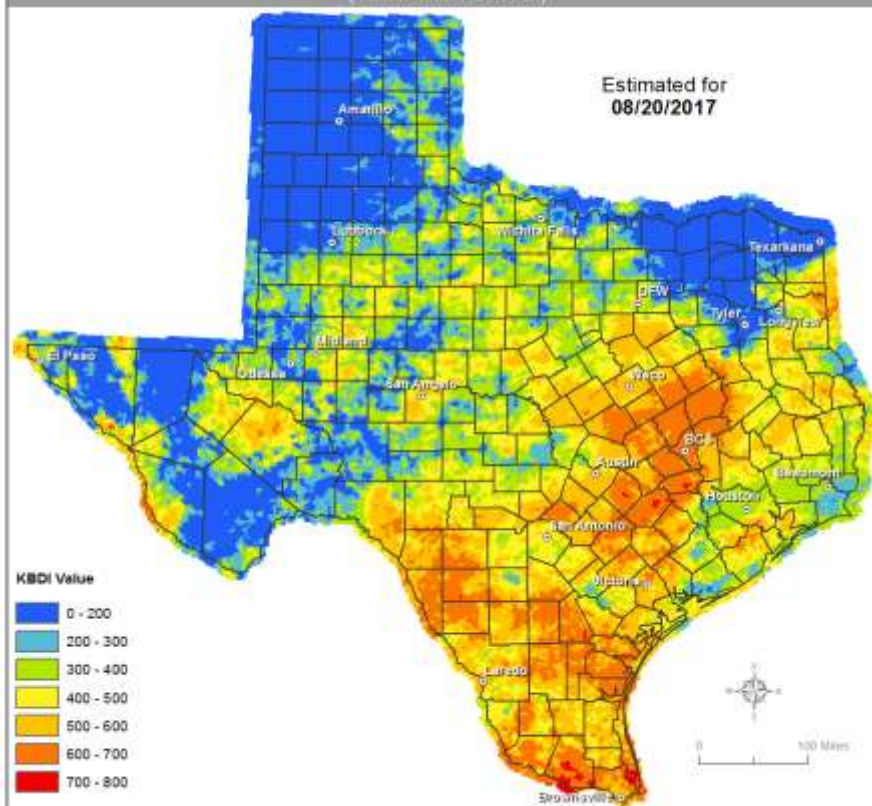 Estimated for
08/20/2017
Amarillo
Lubbock
Wichita Falls
Texarkana
DFW
Tyler
Longview
El Paso
Midland
Odessa
San Angelo
Waco
BCS
Austin
Beaumont
Houston
San Antonio
Victoria
Laredo
Brownsville
KBDI Value
0 - 200
200 - 300
300 - 400
400 - 500
500 - 600
600 - 700
700 - 800
0 100 Miles